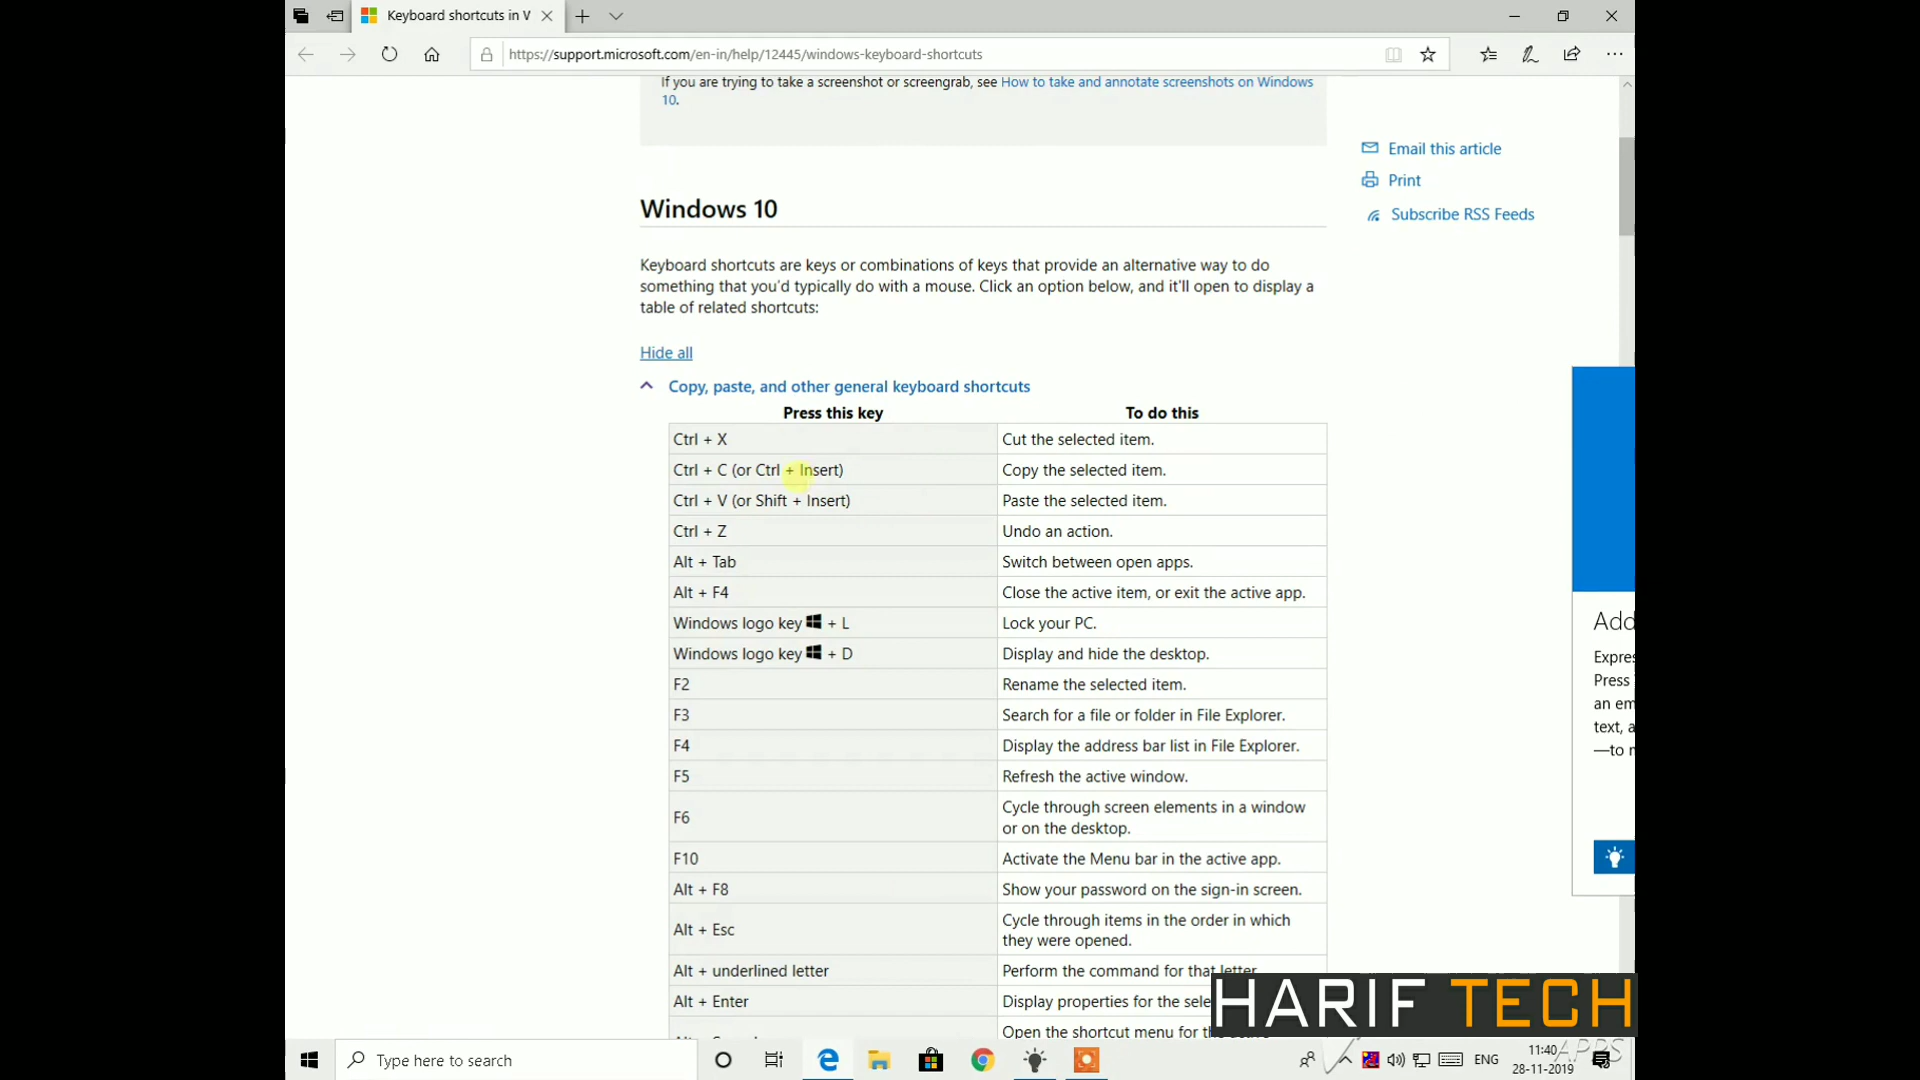 Keyboard shortcuts in V
https://support.microsoft.com/en-in/help/12445/windows-keyboard-shortcuts
If you are trying to take a screenshot or screengrab, see How to take and annotate screenshots on Windows
10.
Email this article
Print
Subscribe RSS Feeds
Windows 10
Keyboard shortcuts are keys or combinations of keys that provide an alternative way to do
something that you'd typically do with a mouse. Click an option below, and it'll open to display a
table of related shortcuts:
Hide all
Copy, paste, and other general keyboard shortcuts
Press this key To do this
Ctrl + X Cut the selected item.
Ctrl + C (or Ctrl + Insert) Copy the selected item.
Ctrl + V (or Shift + Insert) Paste the selected item.
Ctrl + Z Undo an action.
Alt + Tab Switch between open apps.
Alt + F4 Close the active item, or exit the active app.
Windows logo key + L Lock your PC.
Windows logo key + D Display and hide the desktop.
F2 Rename the selected item.
F3 Search for a file or folder in File Explorer.
F4 Display the address bar list in File Explorer.
F5 Refresh the active window.
F6 Cycle through screen elements in a window
or on the desktop.
F10 Activate the Menu bar in the active app.
Alt + F8 Show your password on the sign-in screen.
Alt + Esc Cycle through items in the order in which
they were opened.
Alt + underlined letter Perform the command for that letter
Alt + Enter Display properties for the sele
Open the shortcut menu for th
Add
Expres
Press
an em
text, a
—to m
HARIF TECH
APPS
Type here to search
ENG
11:40
28-11-2019